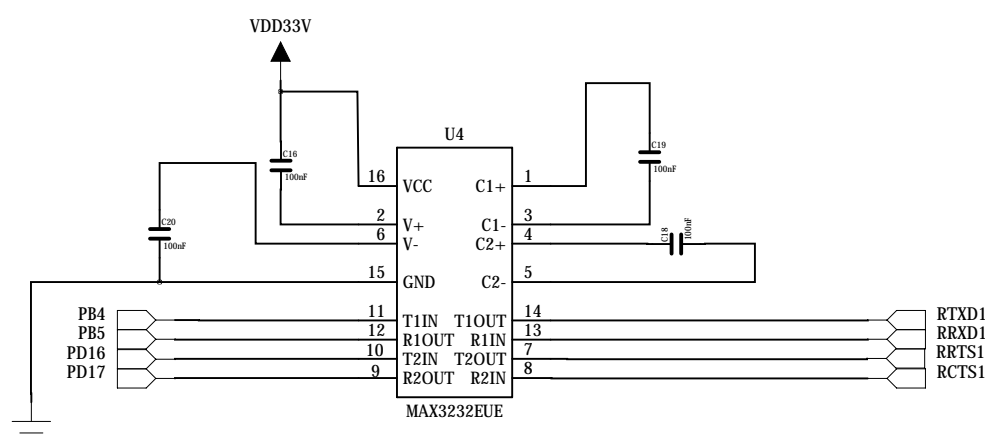 VDD33V
U4
C16
100nF
C19
100nF
C20
100nF
C18
100nF
16 VCC C1+ 1
2 V+ C1- 3
6 V- C2+ 4
15 GND C2- 5
PB4 11 T1IN T1OUT 14 RTXD1
PB5 12 R1OUT R1IN 13 RRXD1
PD16 10 T2IN T2OUT 7 RRTS1
PD17 9 R2OUT R2IN 8 RCTS1
MAX3232EUE